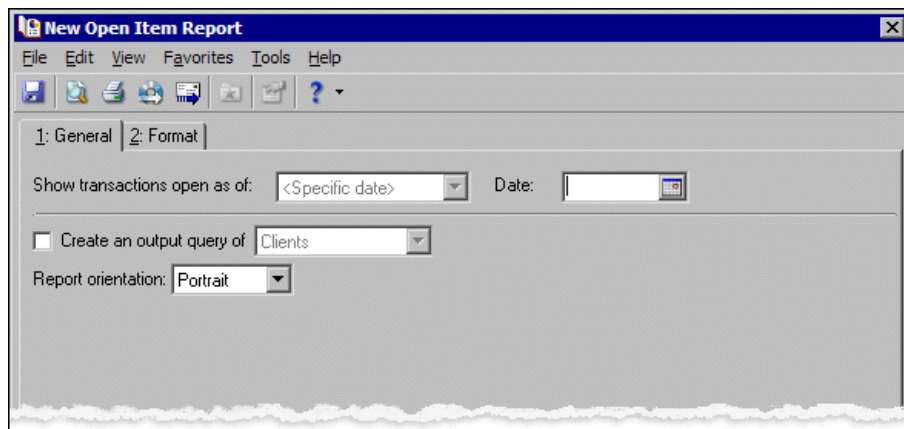 New Open Item Report
File Edit View Favorites Tools Help
1: General 2: Format
Show transactions open as of: <Specific date> Date:
Create an output query of Clients
Report orientation: Portrait